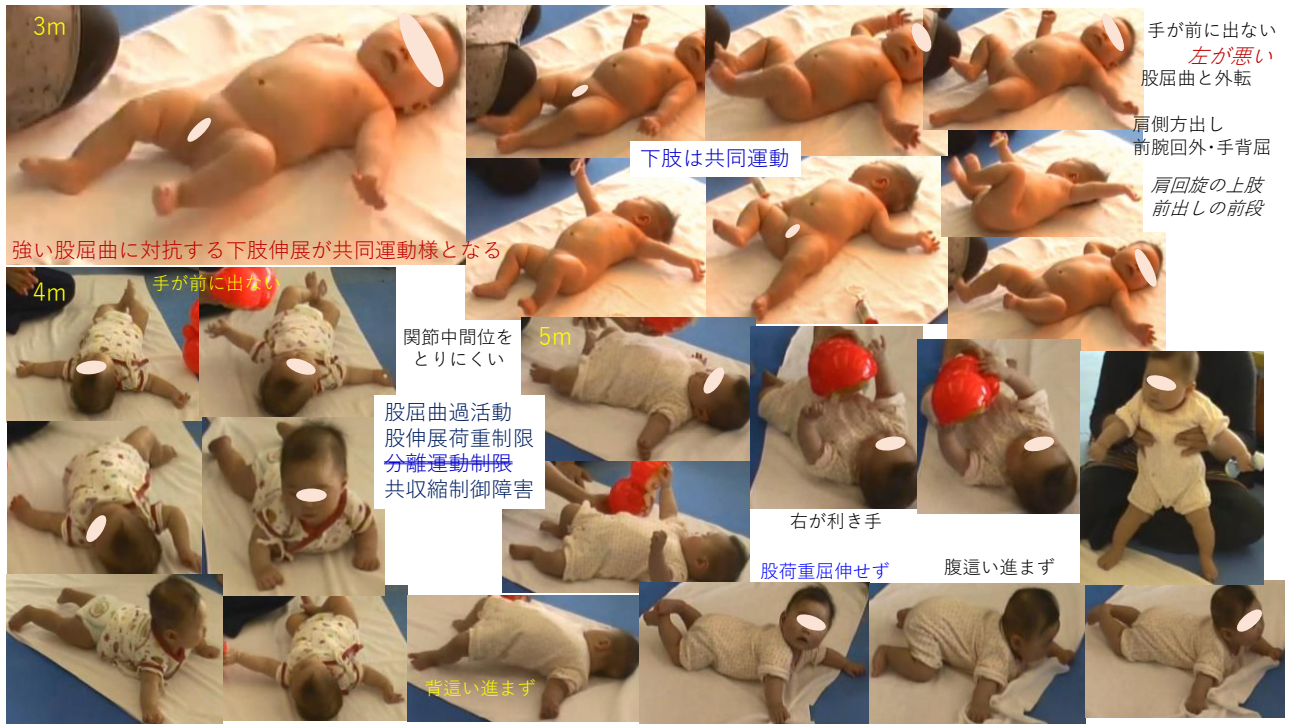 3m
手が前に出ない
左が悪い
股屈曲と外転
肩側方出し
前腕回外･手背屈
下肢は共同運動
肩回旋の上肢
前出しの前段
強い股屈曲に対抗する下肢伸展が共同運動様となる
4m
手が前に出ない
関節中間位を
とりにくい
5m
股屈曲過活動
股伸展荷重制限
分離運動制限
共収縮制御障害
右が利き手
股荷重屈伸せず
腹這い進まず
背這い進まず